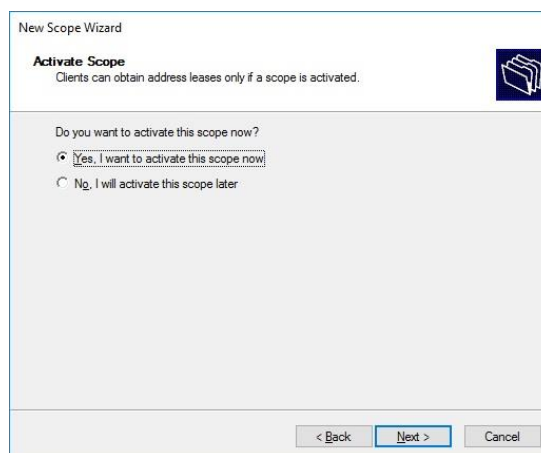 New Scope Wizard
Activate Scope
Clients can obtain address leases only if a scope is activated.
Do you want to activate this scope now?
Yes, I want to activate this scope now
No, I will activate this scope later
< Back
Next >
Cancel